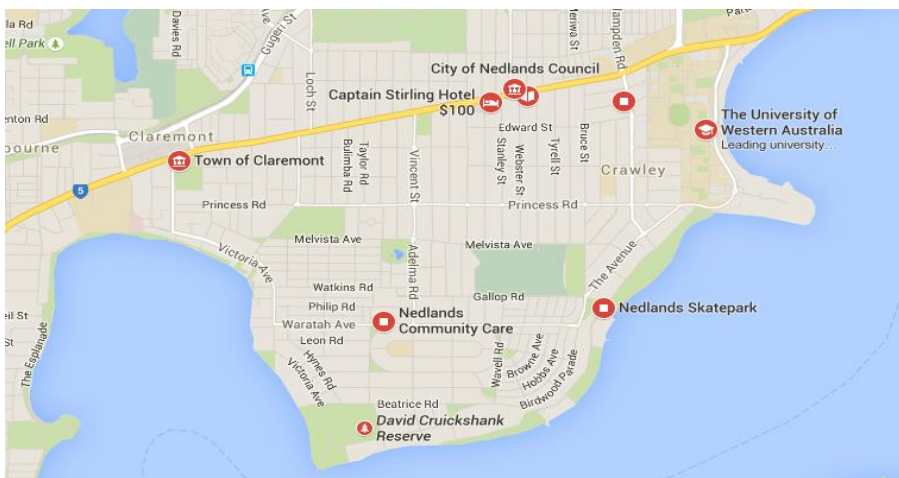 la Rd
ell Park
Davies Rd
Ave
Gugeri St
Loch St
Meriwa St
Hampden Rd
Park
City of Nedlands Council
Captain Stirling Hotel
$100
The University of
Western Australia
Leading university...
enton Rd
Claremont
bourne
Town of Claremont
5
Bulimba Rd
Taylor Rd
Vincent St
Edward St
Stanley St
Webster St
Tyrell St
Bruce St
Crawley
Princess Rd
Princess Rd
Victoria Ave
Melvista Ave
Adelma Rd
Melvista Ave
The Avenue
Watkins Rd
Gallop Rd
Philip Rd
Waratah Ave
Leon Rd
Nedlands
Community Care
Nedlands Skatepark
eil St
St
The Esplanade
Hynes Rd
Victoria Ave
Wavell Rd
Browne Ave
Hobbs Ave
Birdwood Parade
Beatrice Rd
David Cruickshank
Reserve